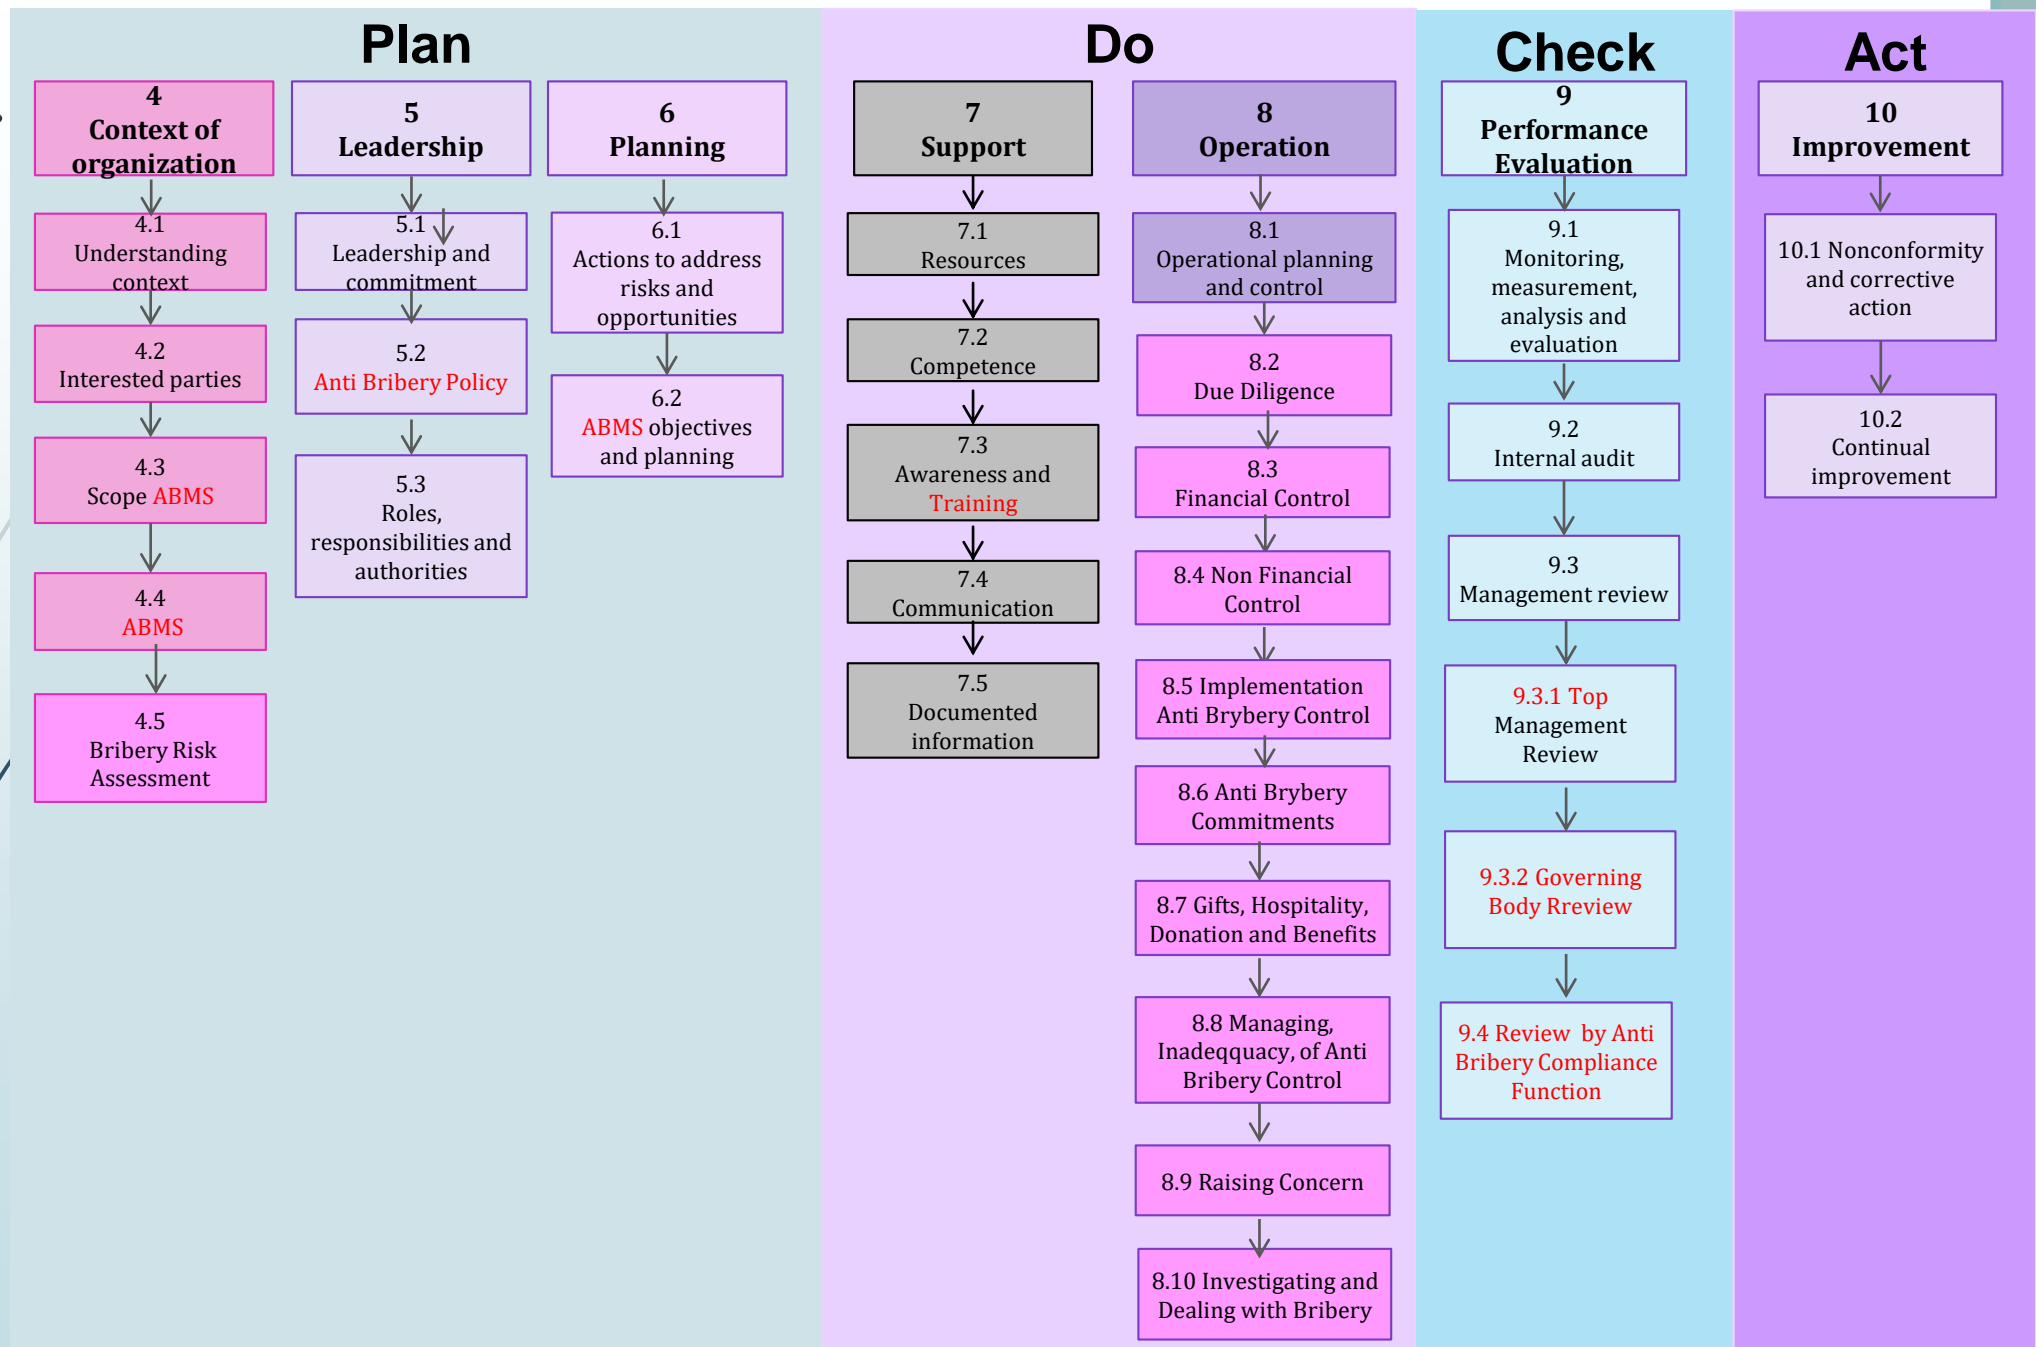 Plan
4
Context of
organization
4.1
Understanding
context
4.2
Interested parties
4.3
Scope ABMS
4.4
ABMS
4.5
Bribery Risk
Assessment
5
Leadership
5.1
Leadership and
commitment
5.2
Anti Bribery Policy
5.3
Roles,
responsibilities and
authorities
6
Planning
6.1
Actions to address
risks and
opportunities
6.2
ABMS objectives
and planning
Do
7
Support
7.1
Resources
7.2
Competence
7.3
Awareness and
Training
7.4
Communication
7.5
Documented
information
8
Operation
8.1
Operational planning
and control
8.2
Due Diligence
8.3
Financial Control
8.4 Non Financial
Control
8.5 Implementation
Anti Brybery Control
8.6 Anti Brybery
Commitments
8.7 Gifts, Hospitality,
Donation and Benefits
8.8 Managing,
Inadeqquacy, of Anti
Bribery Control
8.9 Raising Concern
8.10 Investigating and
Dealing with Bribery
Check
9
Performance
Evaluation
9.1
Monitoring,
measurement,
analysis and
evaluation
9.2
Internal audit
9.3
Management review
9.3.1 Top
Management
Review
9.3.2 Governing
Body Rreview
9.4 Review  by Anti
Bribery Compliance
Function
Act
10
Improvement
10.1 Nonconformity
and corrective
action
10.2
Continual
improvement